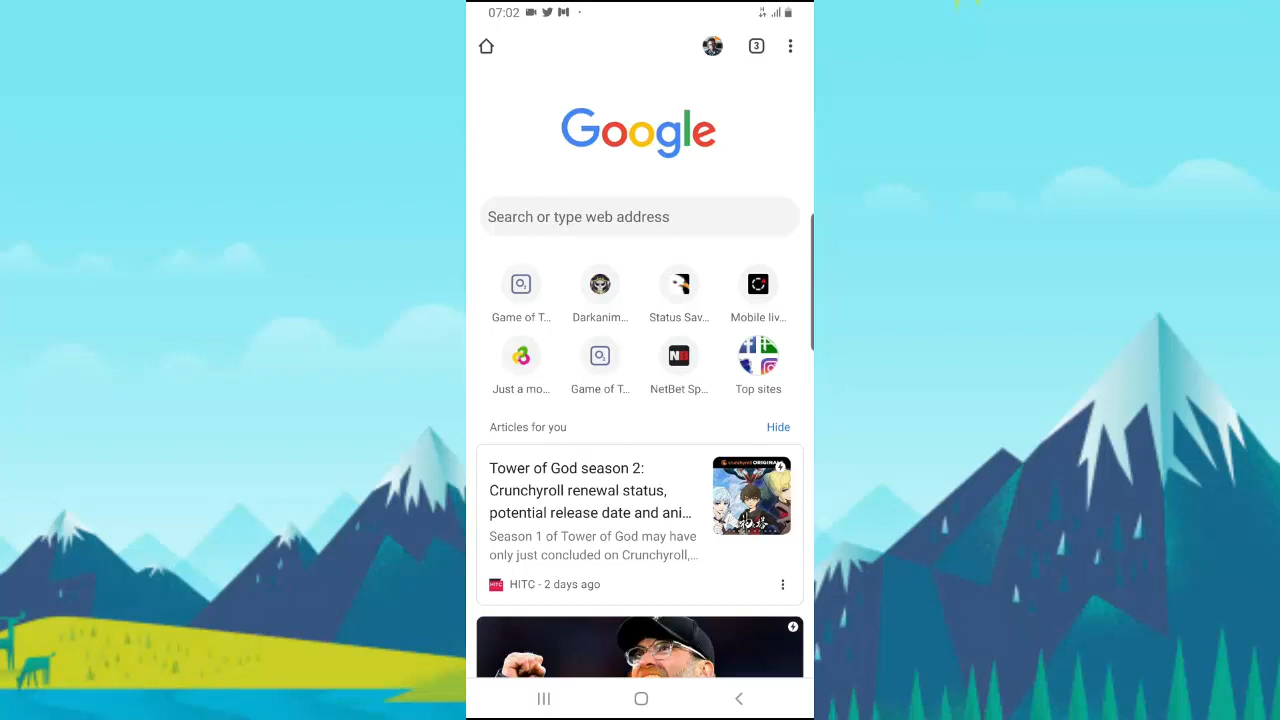 07:02
3
Google
Search or type web address
Game of T... Darkanim... Status Sav... Mobile liv...
Just a mo... Game of T... NetBet Sp... Top sites
Articles for you Hide
Tower of God season 2:
Crunchyroll renewal status,
potential release date and ani...
crunchyroll ORIGINAL
Season 1 of Tower of God may have
only just concluded on Crunchyroll,...
HITC HITC - 2 days ago